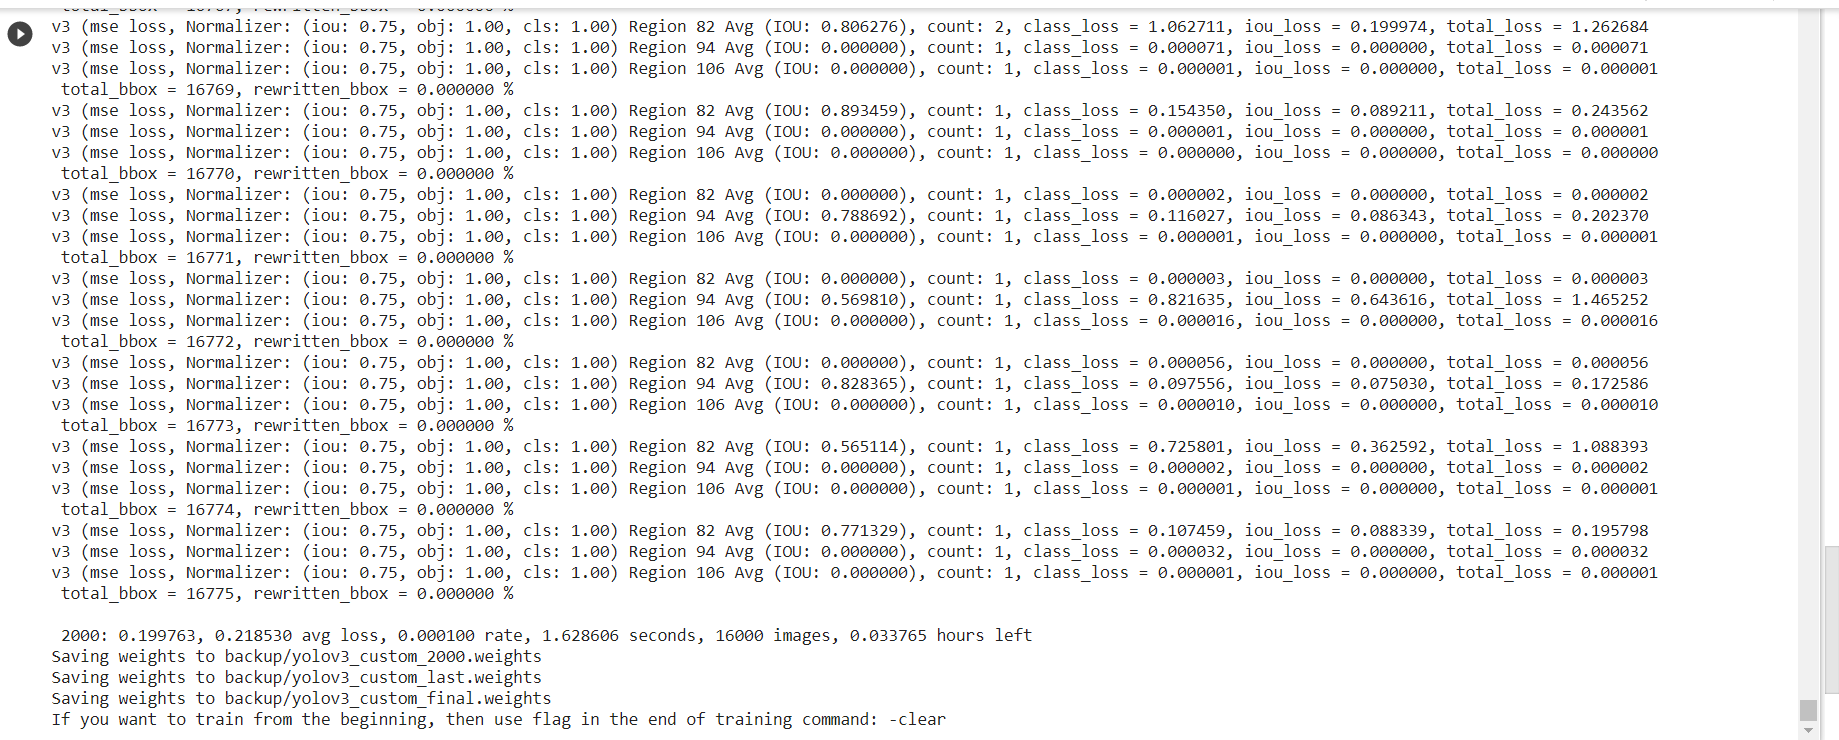 v3 (mse loss, Normalizer: (iou: 0.75, obj: 1.00, cls: 1.00) Region 82 Avg (IOU: 0.806276), count: 2, class_loss = 1.062711, iou_loss = 0.199974, total_loss = 1.262684
v3 (mse loss, Normalizer: (iou: 0.75, obj: 1.00, cls: 1.00) Region 94 Avg (IOU: 0.000000), count: 1, class_loss = 0.000071, iou_loss = 0.000000, total_loss = 0.000071
v3 (mse loss, Normalizer: (iou: 0.75, obj: 1.00, cls: 1.00) Region 106 Avg (IOU: 0.000000), count: 1, class_loss = 0.000001, iou_loss = 0.000000, total_loss = 0.000001
total_bbox = 16769, rewritten_bbox = 0.000000 %
v3 (mse loss, Normalizer: (iou: 0.75, obj: 1.00, cls: 1.00) Region 82 Avg (IOU: 0.893459), count: 1, class_loss = 0.154350, iou_loss = 0.089211, total_loss = 0.243562
v3 (mse loss, Normalizer: (iou: 0.75, obj: 1.00, cls: 1.00) Region 94 Avg (IOU: 0.000000), count: 1, class_loss = 0.000001, iou_loss = 0.000000, total_loss = 0.000001
v3 (mse loss, Normalizer: (iou: 0.75, obj: 1.00, cls: 1.00) Region 106 Avg (IOU: 0.000000), count: 1, class_loss = 0.000000, iou_loss = 0.000000, total_loss = 0.000000
total_bbox = 16770, rewritten_bbox = 0.000000 %
v3 (mse loss, Normalizer: (iou: 0.75, obj: 1.00, cls: 1.00) Region 82 Avg (IOU: 0.000000), count: 1, class_loss = 0.000002, iou_loss = 0.000000, total_loss = 0.000002
v3 (mse loss, Normalizer: (iou: 0.75, obj: 1.00, cls: 1.00) Region 94 Avg (IOU: 0.788692), count: 1, class_loss = 0.116027, iou_loss = 0.086343, total_loss = 0.202370
v3 (mse loss, Normalizer: (iou: 0.75, obj: 1.00, cls: 1.00) Region 106 Avg (IOU: 0.000000), count: 1, class_loss = 0.000001, iou_loss = 0.000000, total_loss = 0.000001
total_bbox = 16771, rewritten_bbox = 0.000000 %
v3 (mse loss, Normalizer: (iou: 0.75, obj: 1.00, cls: 1.00) Region 82 Avg (IOU: 0.000000), count: 1, class_loss = 0.000003, iou_loss = 0.000000, total_loss = 0.000003
v3 (mse loss, Normalizer: (iou: 0.75, obj: 1.00, cls: 1.00) Region 94 Avg (IOU: 0.569810), count: 1, class_loss = 0.821635, iou_loss = 0.643616, total_loss = 1.465252
v3 (mse loss, Normalizer: (iou: 0.75, obj: 1.00, cls: 1.00) Region 106 Avg (IOU: 0.000000), count: 1, class_loss = 0.000016, iou_loss = 0.000000, total_loss = 0.000016
total_bbox = 16772, rewritten_bbox = 0.000000 %
v3 (mse loss, Normalizer: (iou: 0.75, obj: 1.00, cls: 1.00) Region 82 Avg (IOU: 0.000000), count: 1, class_loss = 0.000056, iou_loss = 0.000000, total_loss = 0.000056
v3 (mse loss, Normalizer: (iou: 0.75, obj: 1.00, cls: 1.00) Region 94 Avg (IOU: 0.828365), count: 1, class_loss = 0.097556, iou_loss = 0.075030, total_loss = 0.172586
v3 (mse loss, Normalizer: (iou: 0.75, obj: 1.00, cls: 1.00) Region 106 Avg (IOU: 0.000000), count: 1, class_loss = 0.000010, iou_loss = 0.000000, total_loss = 0.000010
total_bbox = 16773, rewritten_bbox = 0.000000 %
v3 (mse loss, Normalizer: (iou: 0.75, obj: 1.00, cls: 1.00) Region 82 Avg (IOU: 0.565114), count: 1, class_loss = 0.725801, iou_loss = 0.362592, total_loss = 1.088393
v3 (mse loss, Normalizer: (iou: 0.75, obj: 1.00, cls: 1.00) Region 94 Avg (IOU: 0.000000), count: 1, class_loss = 0.000002, iou_loss = 0.000000, total_loss = 0.000002
v3 (mse loss, Normalizer: (iou: 0.75, obj: 1.00, cls: 1.00) Region 106 Avg (IOU: 0.000000), count: 1, class_loss = 0.000001, iou_loss = 0.000000, total_loss = 0.000001
total_bbox = 16774, rewritten_bbox = 0.000000 %
v3 (mse loss, Normalizer: (iou: 0.75, obj: 1.00, cls: 1.00) Region 82 Avg (IOU: 0.771329), count: 1, class_loss = 0.107459, iou_loss = 0.088339, total_loss = 0.195798
v3 (mse loss, Normalizer: (iou: 0.75, obj: 1.00, cls: 1.00) Region 94 Avg (IOU: 0.000000), count: 1, class_loss = 0.000032, iou_loss = 0.000000, total_loss = 0.000032
v3 (mse loss, Normalizer: (iou: 0.75, obj: 1.00, cls: 1.00) Region 106 Avg (IOU: 0.000000), count: 1, class_loss = 0.000001, iou_loss = 0.000000, total_loss = 0.000001
total_bbox = 16775, rewritten_bbox = 0.000000 %
2000: 0.199763, 0.218530 avg loss, 0.000100 rate, 1.628606 seconds, 16000 images, 0.033765 hours left
Saving weights to backup/yolov3_custom_2000.weights
Saving weights to backup/yolov3_custom_last.weights
Saving weights to backup/yolov3_custom_final.weights
If you want to train from the beginning, then use flag in the end of training command: -clear